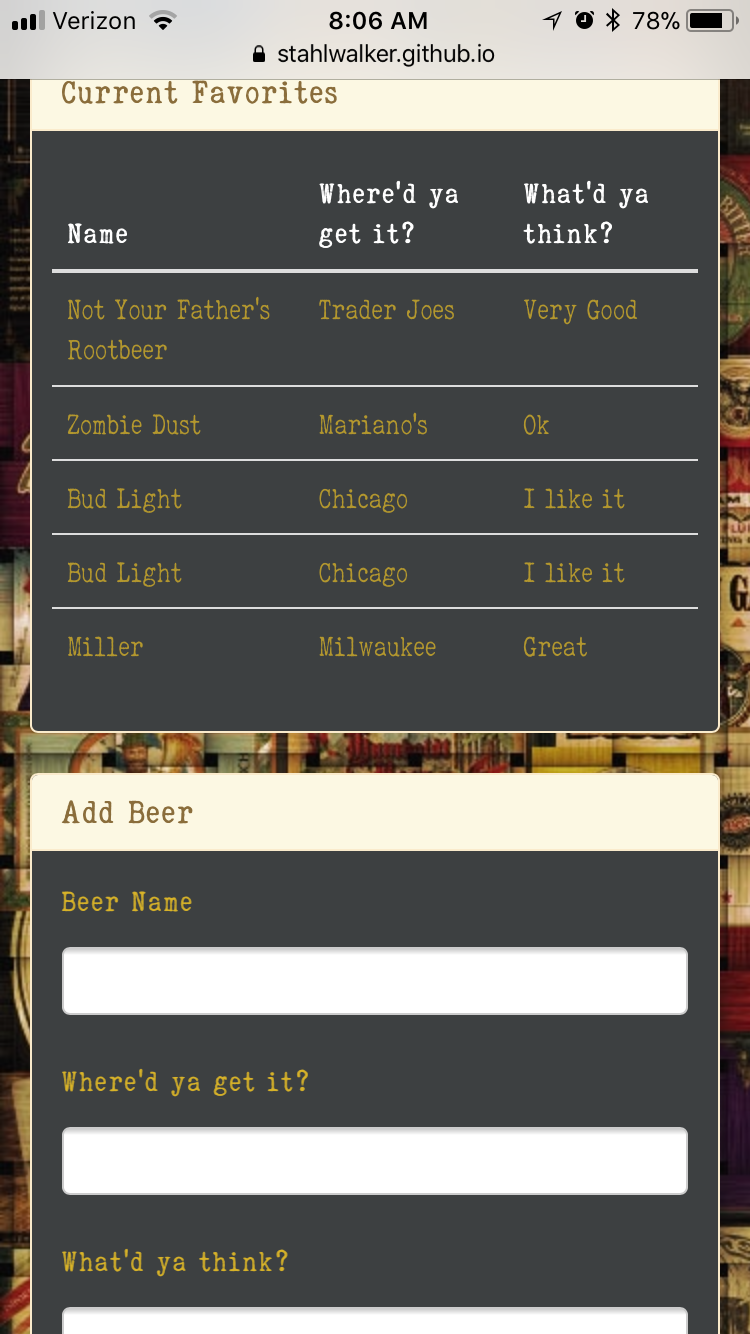 Verizon 8:06 AM 78%
stahlwalker.github.io
Current Favorites
Name Where'd ya get it? What'd ya think?
Not Your Father's Rootbeer Trader Joes Very Good
Zombie Dust Mariano's Ok
Bud Light Chicago I like it
Bud Light Chicago I like it
Miller Milwaukee Great
Add Beer
Beer Name
Where'd ya get it?
What'd ya think?